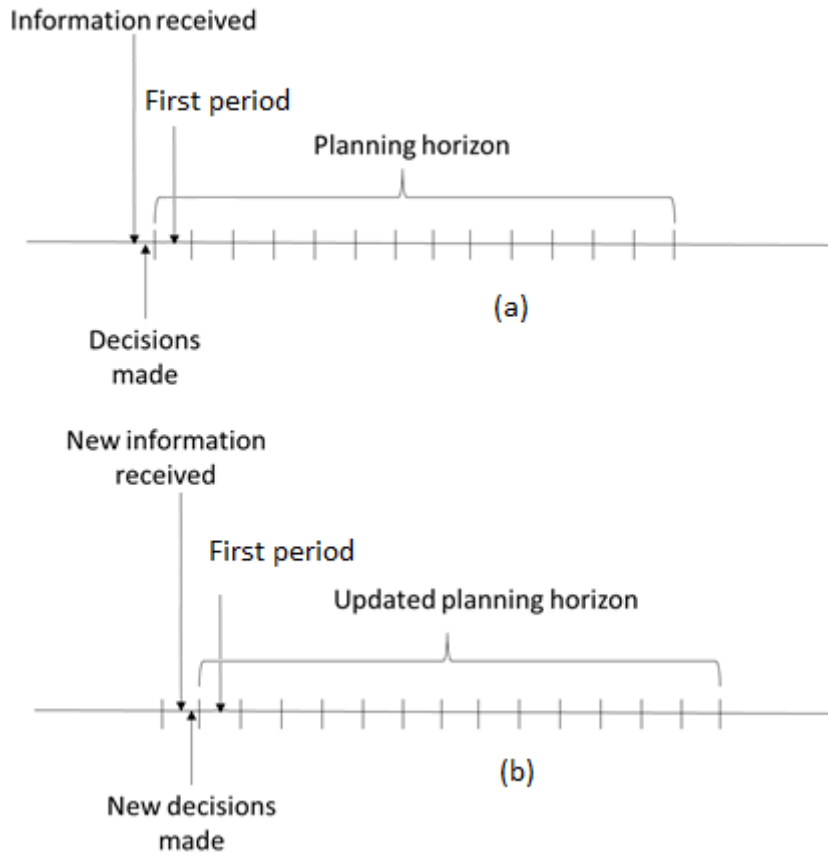 Information received
First period
Planning horizon
(a)
Decisions
made
New information
received
First period
Updated planning horizon
(b)
New decisions
made